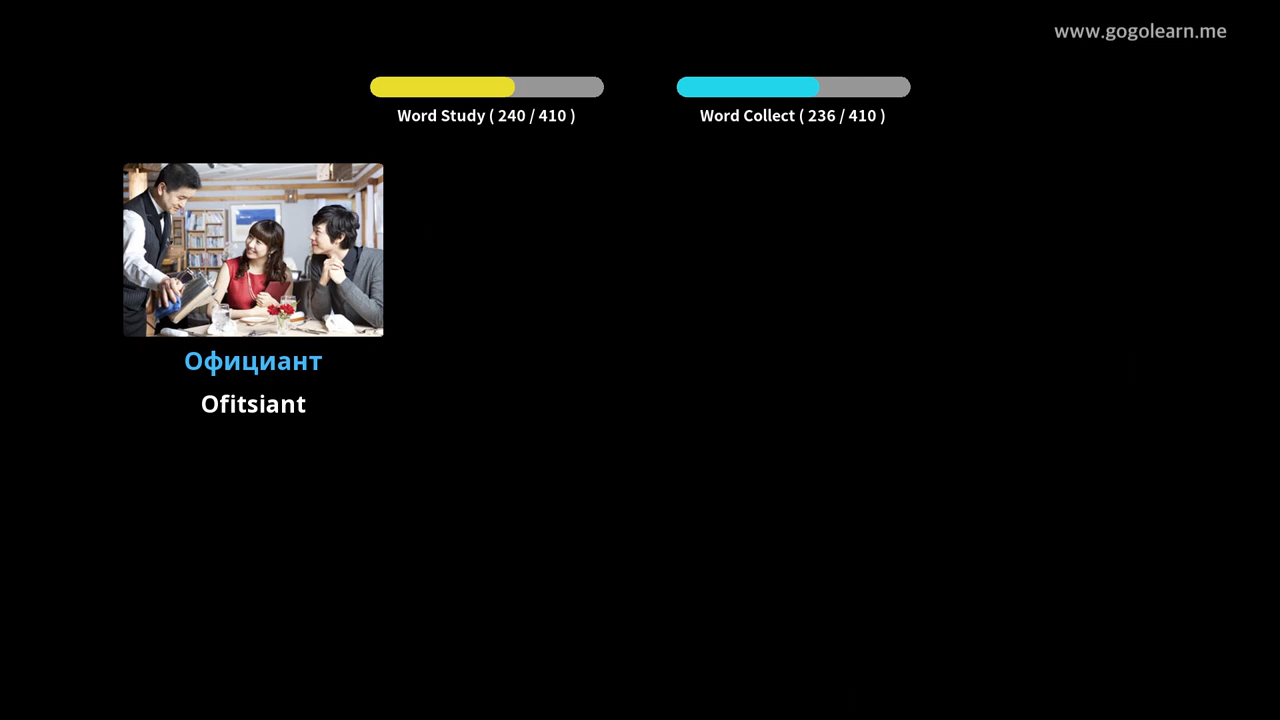 www.gogolearn.me
Word Study ( 240 / 410 )
Word Collect ( 236 / 410 )
Официант
Ofitsiant